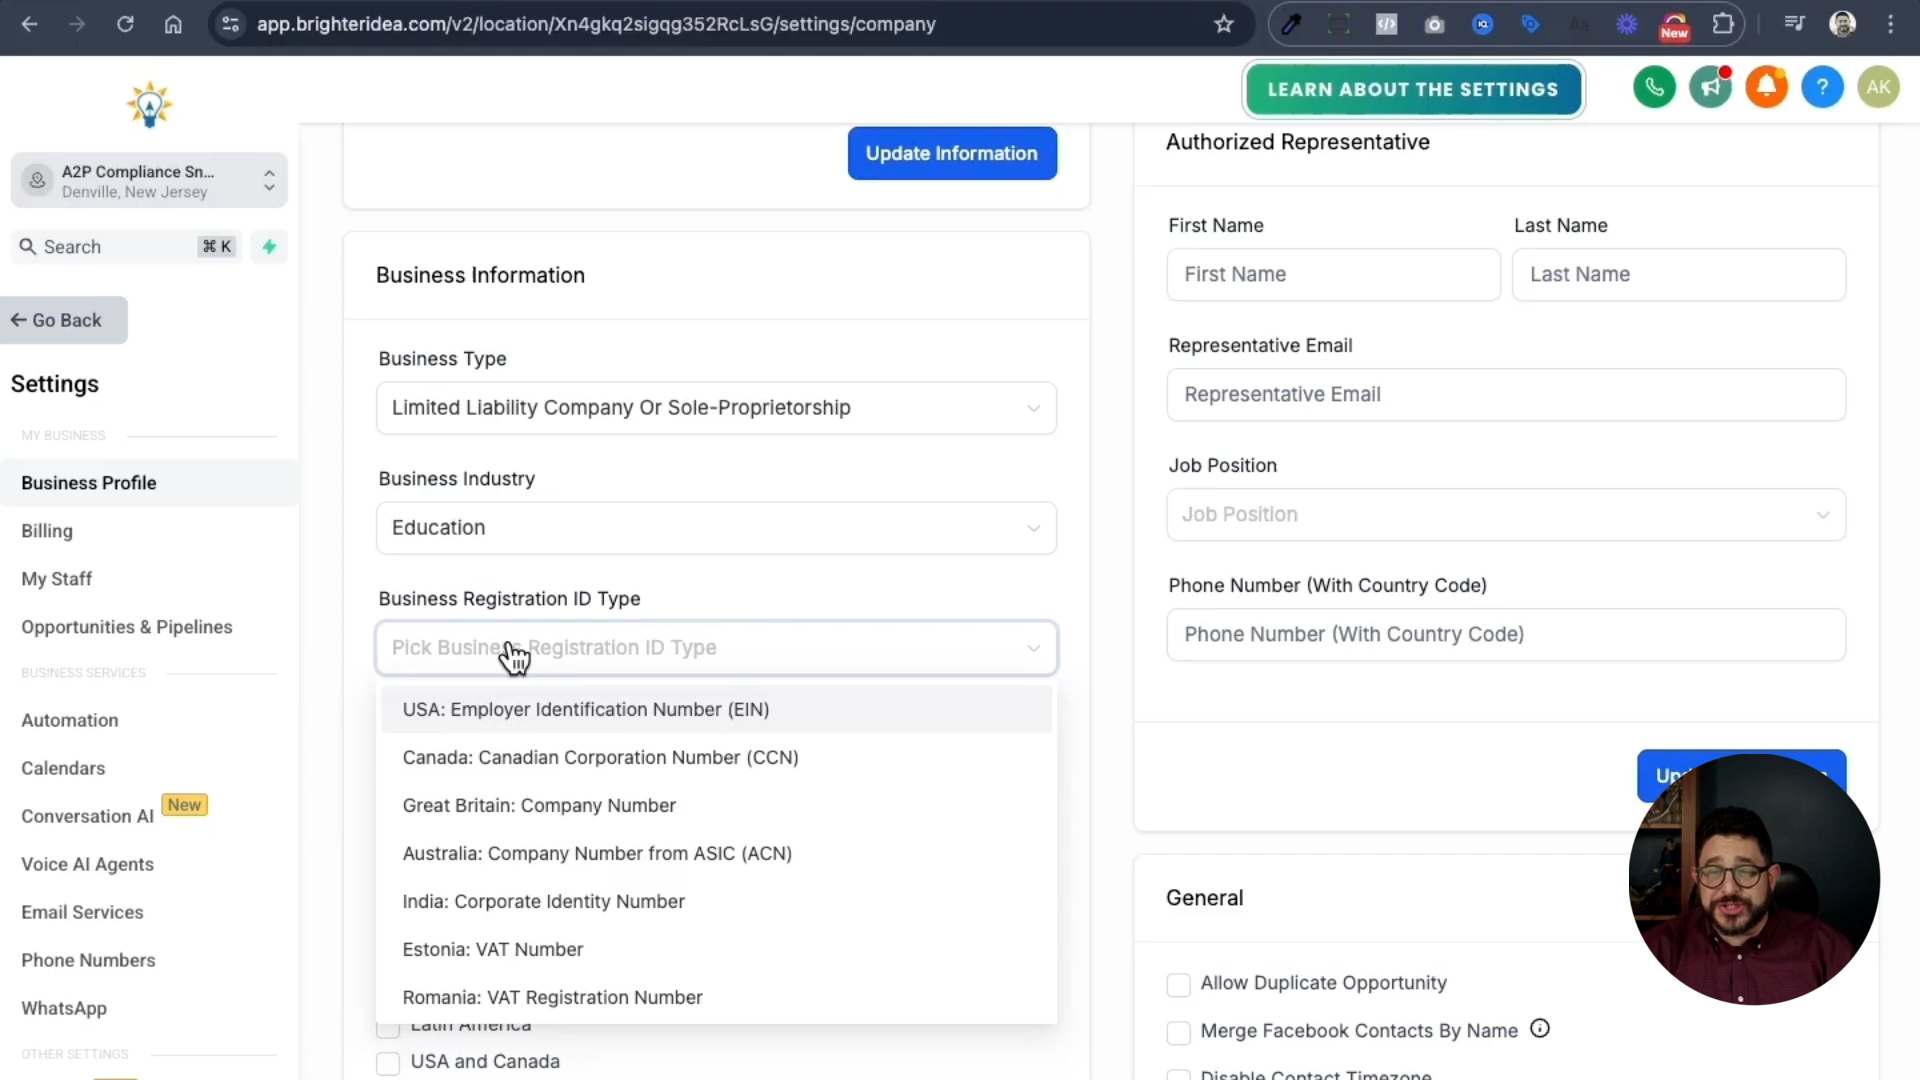 app.brighteridea.com/v2/location/Xn4gkq2sigqg352RcLsG/settings/company
New
LEARN ABOUT THE SETTINGS
?
AK
A2P Compliance Sn...
Denville, New Jersey
Search
⌘ K
← Go Back
Settings
MY BUSINESS
Business Profile
Billing
My Staff
Opportunities & Pipelines
BUSINESS SERVICES
Automation
Calendars
Conversation AI New
Voice AI Agents
Email Services
Phone Numbers
WhatsApp
OTHER SETTINGS
Update Information
Business Information
Business Type
Limited Liability Company Or Sole-Proprietorship
Business Industry
Education
Business Registration ID Type
Pick Business Registration ID Type
USA: Employer Identification Number (EIN)
Canada: Canadian Corporation Number (CCN)
Great Britain: Company Number
Australia: Company Number from ASIC (ACN)
India: Corporate Identity Number
Estonia: VAT Number
Romania: VAT Registration Number
Latin America
USA and Canada
Authorized Representative
First Name
Last Name
First Name
Last Name
Representative Email
Representative Email
Job Position
Job Position
Phone Number (With Country Code)
Phone Number (With Country Code)
General
Allow Duplicate Opportunity
Merge Facebook Contacts By Name
Disable Contact Timezone